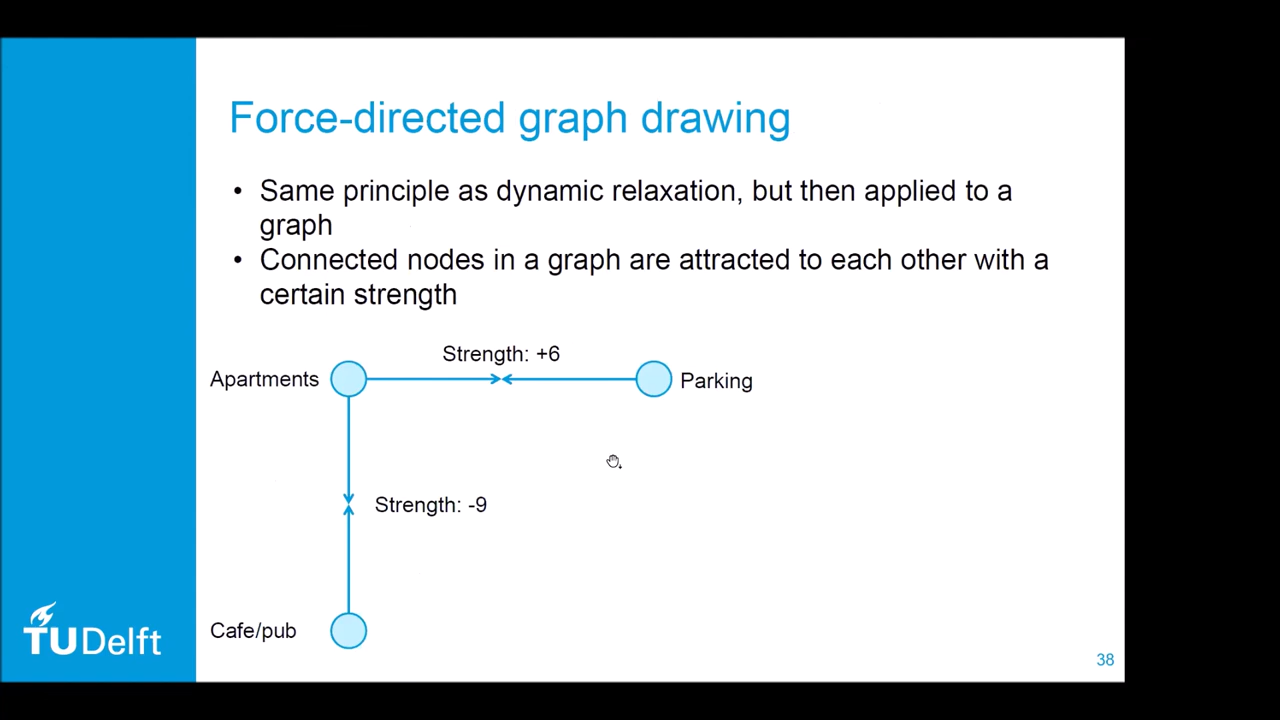 Force-directed graph drawing
• Same principle as dynamic relaxation, but then applied to a
graph
• Connected nodes in a graph are attracted to each other with a
certain strength
Strength: +6
Apartments
Parking
Strength: -9
Cafe/pub
TUDelft
38